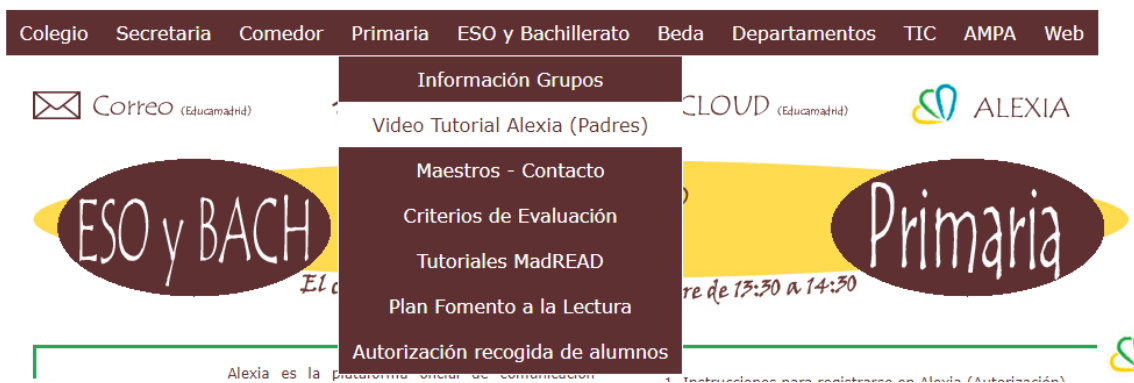 Colegio Secretaria Comedor Primaria ESO y Bachillerato Beda Departamentos TIC AMPA Web
Información Grupos
Correo (Educamadrid) CLOUD (Educamadrid) ALEXIA
Video Tutorial Alexia (Padres)
Maestros - Contacto
Criterios de Evaluación
ESO y BACH Primaria
Tutoriales MadREAD
El de 13:30 a 14:30
Plan Fomento a la Lectura
Autorización recogida de alumnos
Alexia es la plataforma oficial de comunicación
1. Instrucciones para registrarse en Alexia (Autorización)